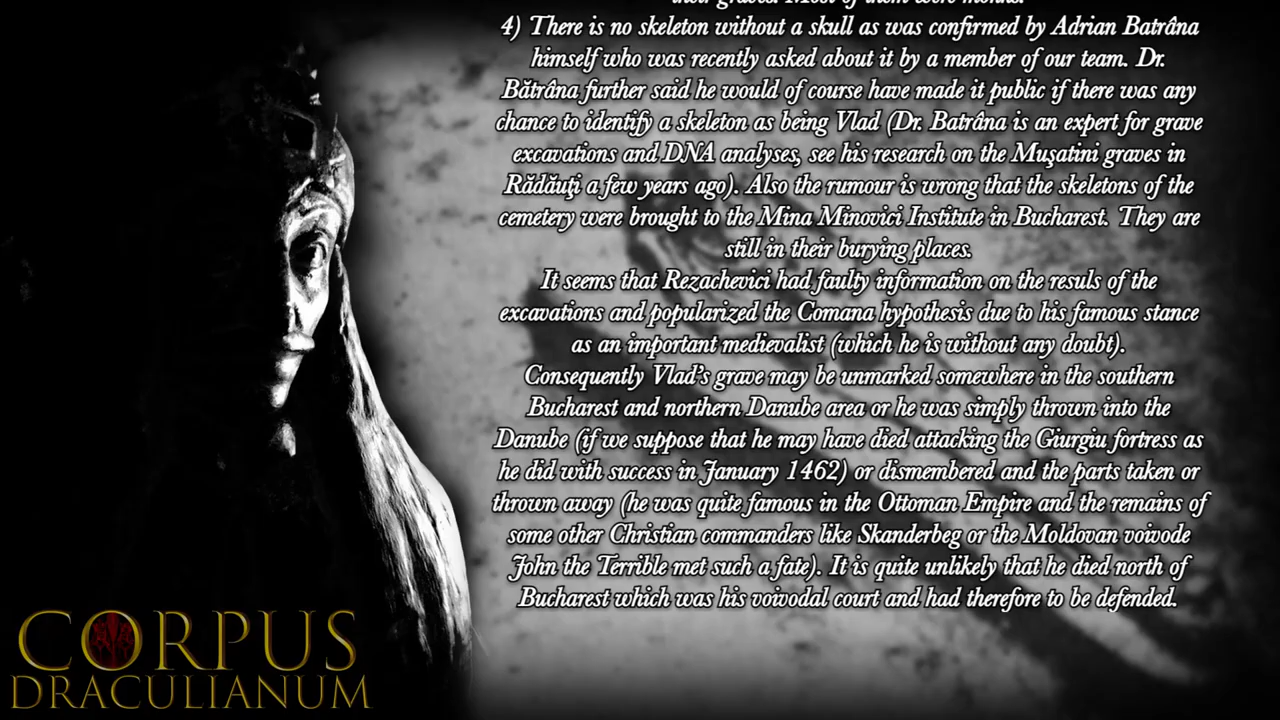 their graves. Most of them were monks.
4) There is no skeleton without a skull as was confirmed by Adrian Batrâna
himself who was recently asked about it by a member of our team. Dr.
Bătrâna further said he would of course have made it public if there was any
chance to identify a skeleton as being Vlad (Dr. Batrâna is an expert for grave
excavations and DNA analyses, see his research on the Muşatini graves in
Rădăuţi a few years ago). Also the rumour is wrong that the skeletons of the
cemetery were brought to the Mina Minovici Institute in Bucharest. They are
still in their burying places.
It seems that Rezachevici had faulty information on the resuls of the
excavations and popularized the Comana hypothesis due to his famous stance
as an important medievalist (which he is without any doubt).
Consequently Vlad's grave may be unmarked somewhere in the southern
Bucharest and northern Danube area or he was simply thrown into the
Danube (if we suppose that he may have died attacking the Giurgiu fortress as
he did with success in January 1462) or dismembered and the parts taken or
thrown away (he was quite famous in the Ottoman Empire and the remains of
some other Christian commanders like Skanderbeg or the Moldovan voivode
John the Terrible met such a fate). It is quite unlikely that he died north of
Bucharest which was his voivodal court and had therefore to be defended.
CORPUS
DRACULIANUM